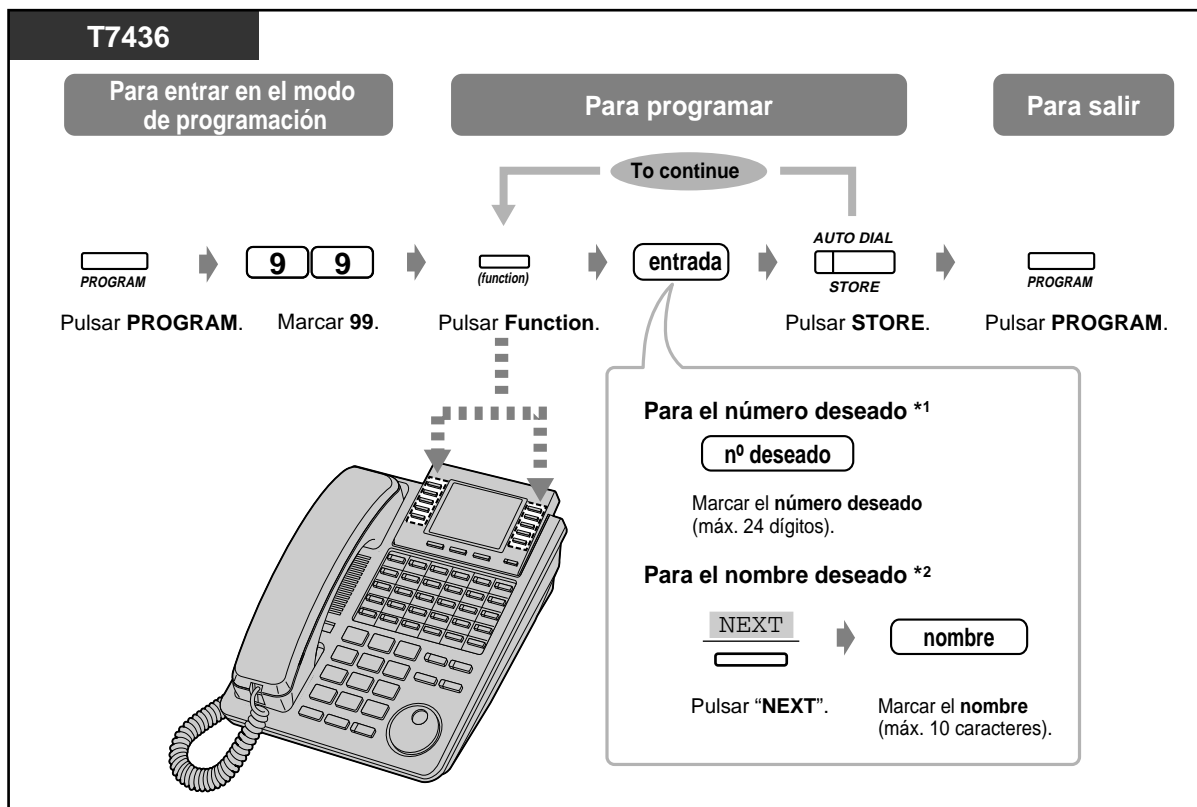 T7436
Para entrar en el modo
de programación
Para programar
Para salir
To continue
PROGRAM
9 9
(function)
entrada
AUTO DIAL
STORE
PROGRAM
Pulsar PROGRAM.
Marcar 99.
Pulsar Function.
Pulsar STORE.
Pulsar PROGRAM.
Para el número deseado *1
nº deseado
Marcar el número deseado
(máx. 24 dígitos).
Para el nombre deseado *2
NEXT
nombre
Pulsar “NEXT”.
Marcar el nombre
(máx. 10 caracteres).